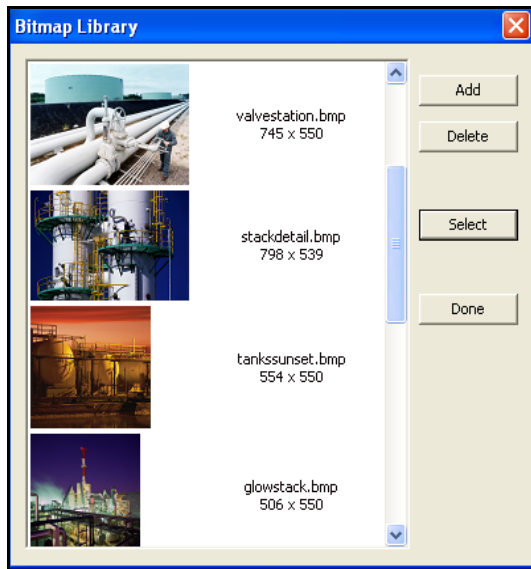 Bitmap Library
valvestation.bmp
745 x 550
stackdetail.bmp
798 x 539
tankssunset.bmp
554 x 550
glowstack.bmp
506 x 550
Add
Delete
Select
Done